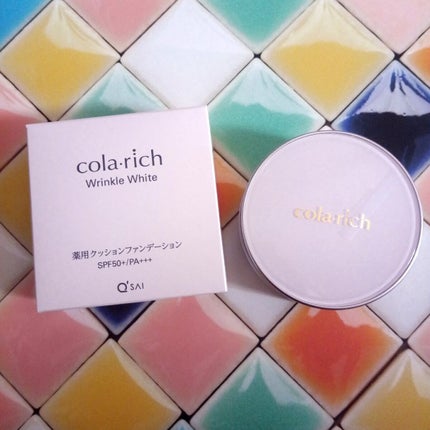 cola·rich
Wrinkle White
薬用クッションファンデーション
SPF50+/PA+++
Q'SAI
cola·rich